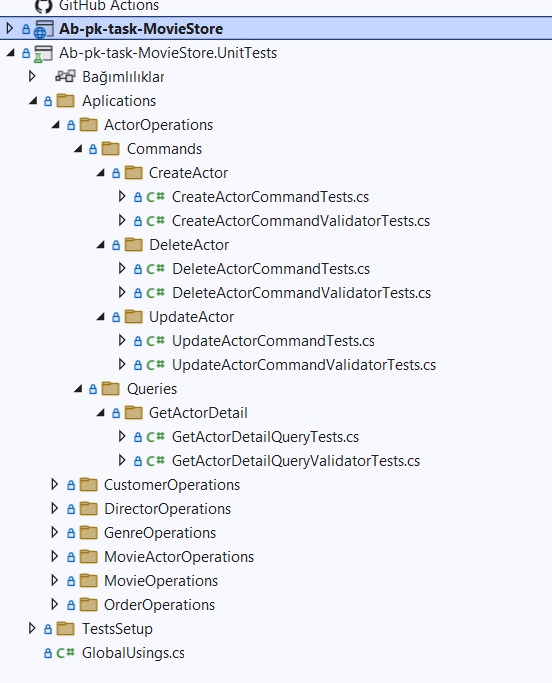 GitHub Actions
Ab-pk-task-MovieStore
Ab-pk-task-MovieStore.UnitTests
Bağımlılıklar
Aplications
ActorOperations
Commands
CreateActor
C# CreateActorCommandTests.cs
C# CreateActorCommandValidatorTests.cs
DeleteActor
C# DeleteActorCommandTests.cs
C# DeleteActorCommandValidatorTests.cs
UpdateActor
C# UpdateActorCommandTests.cs
C# UpdateActorCommandValidatorTests.cs
Queries
GetActorDetail
C# GetActorDetailQueryTests.cs
C# GetActorDetailQueryValidatorTests.cs
CustomerOperations
DirectorOperations
GenreOperations
MovieActorOperations
MovieOperations
OrderOperations
TestsSetup
C# GlobalUsings.cs